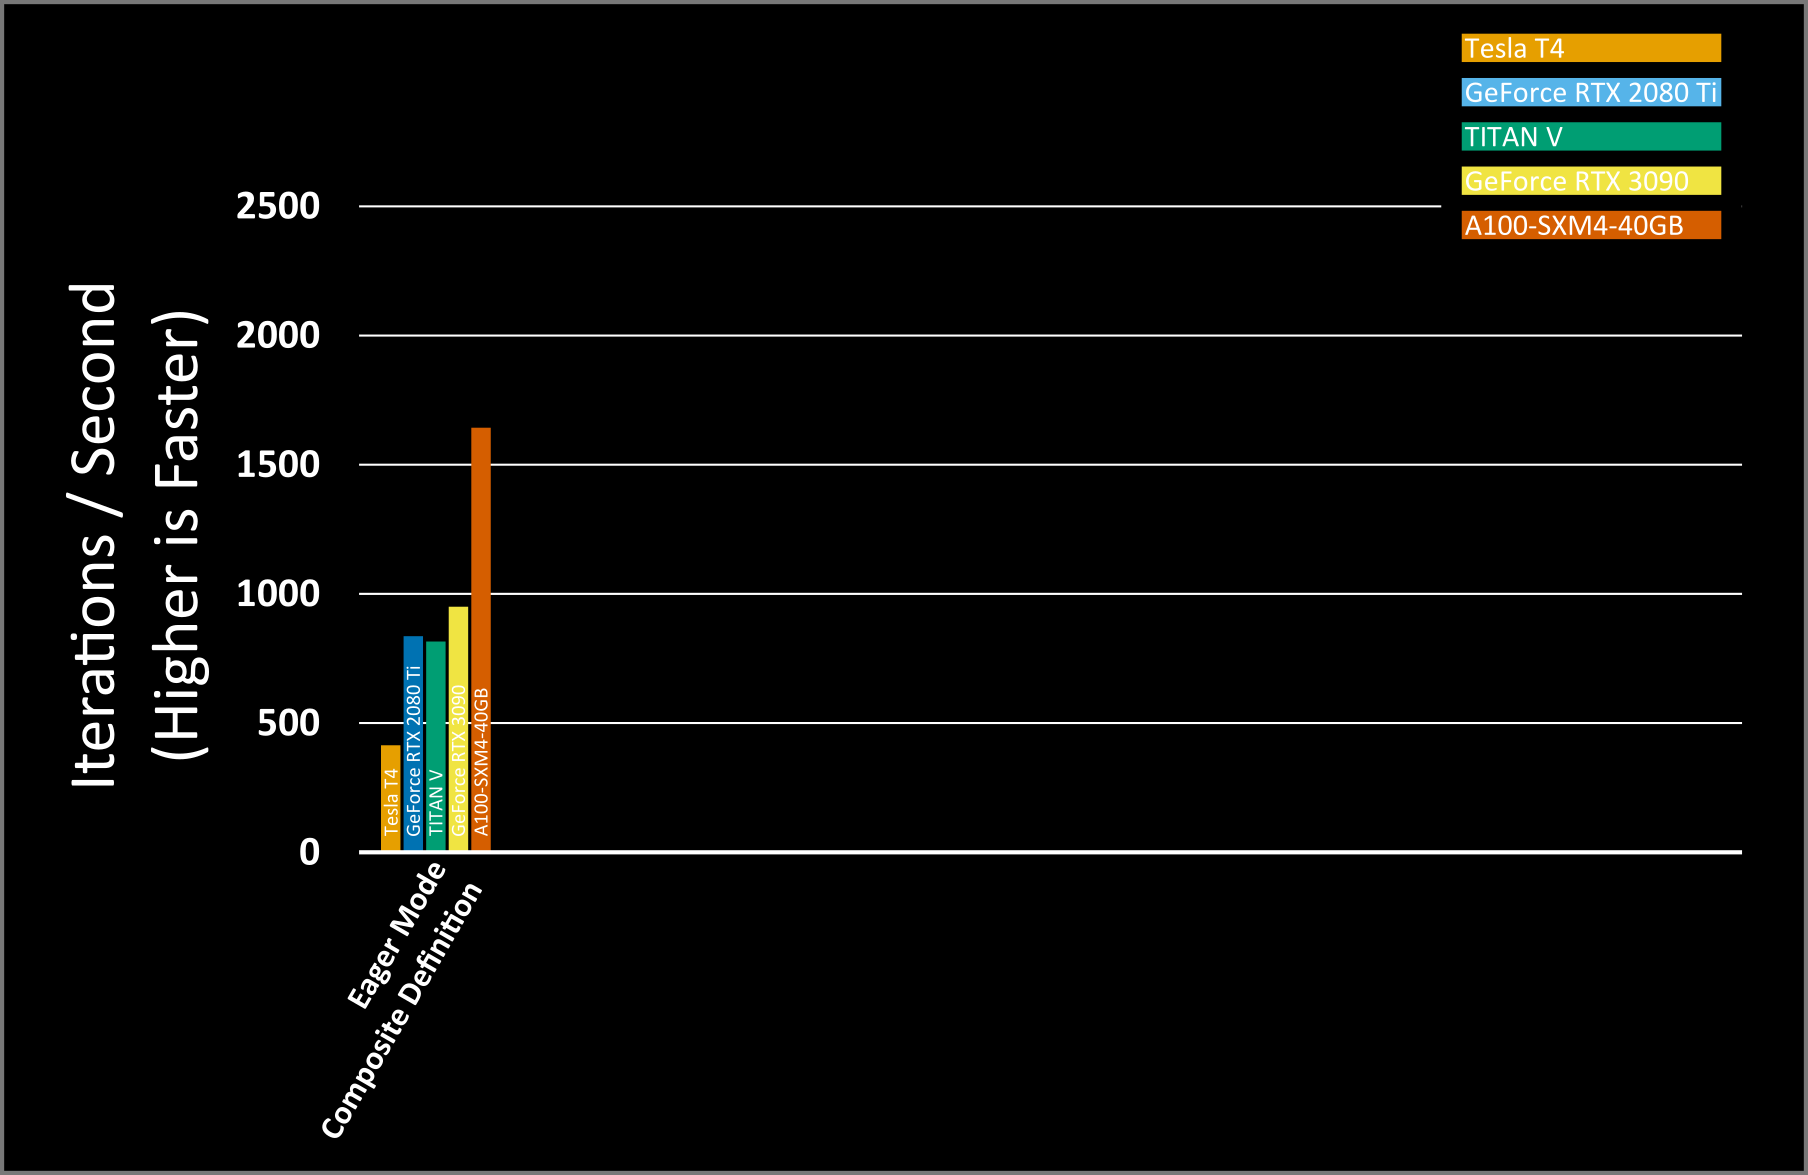 Tesla T4
GeForce RTX 2080 Ti
TITAN V
GeForce RTX 3090
A100-SXM4-40GB
Iterations / Second
(Higher is Faster)
2500
2000
1500
1000
500
0
Tesla T4
GeForce RTX 2080 Ti
TITAN V
GeForce RTX 3090
A100-SXM4-40GB
Eager Mode
Composite Definition